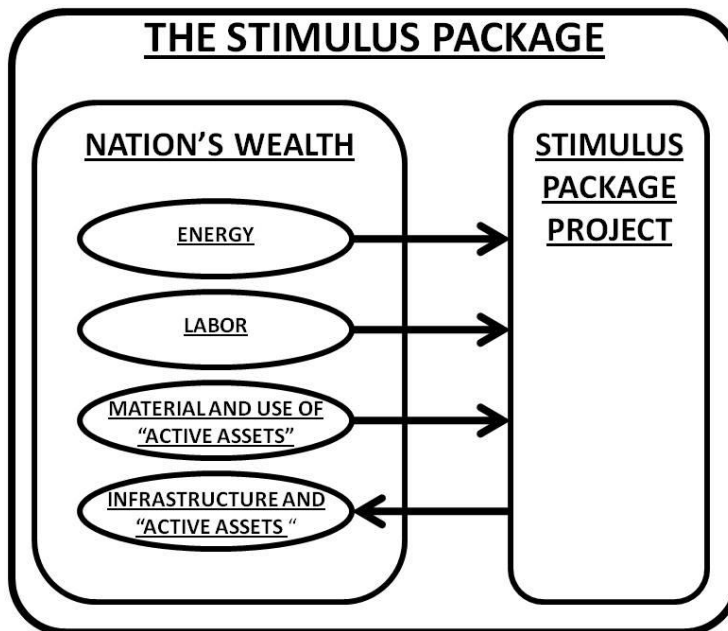 THE STIMULUS PACKAGE
NATION’S WEALTH
ENERGY
LABOR
MATERIAL AND USE OF
“ACTIVE ASSETS”
INFRASTRUCTURE AND
“ACTIVE ASSETS “
STIMULUS
PACKAGE
PROJECT